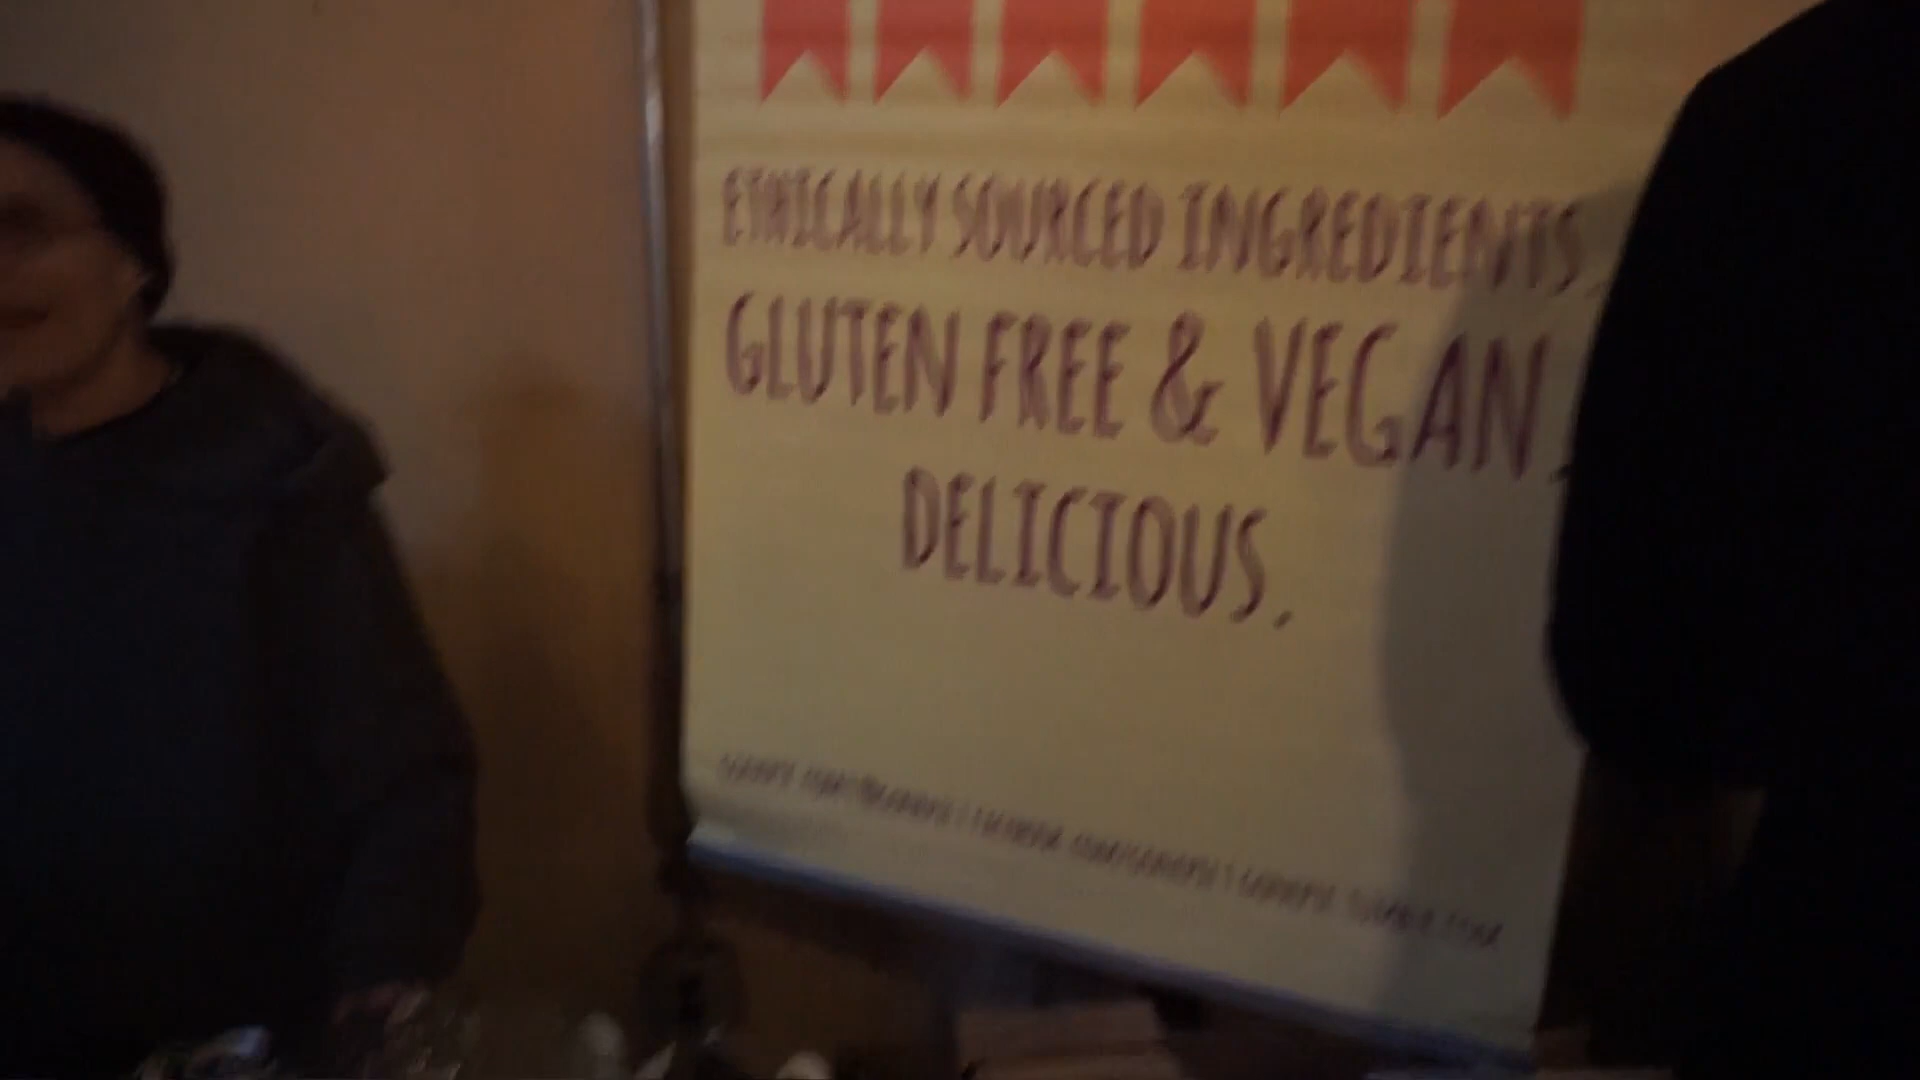 ETHICALLY SOURCED INGREDIENTS.
GLUTEN FREE & VEGAN.
DELICIOUS.